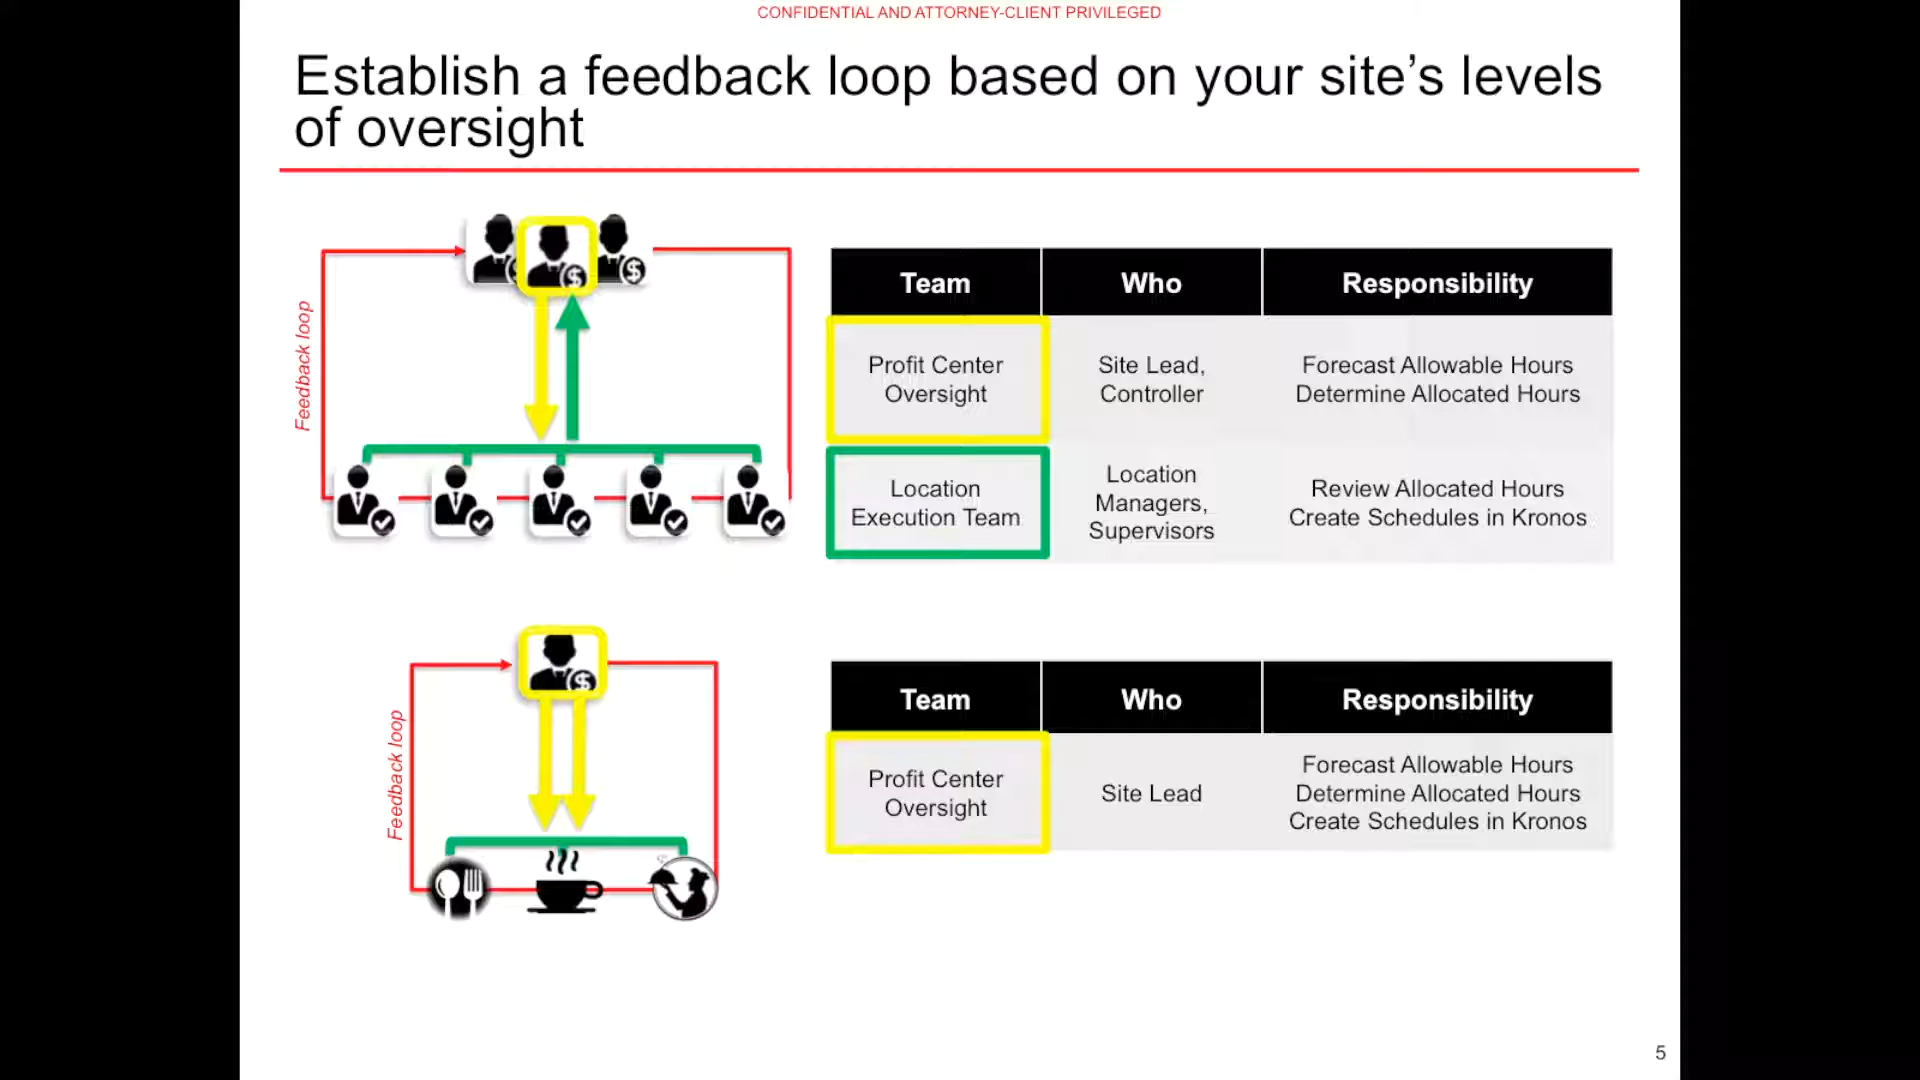 CONFIDENTIAL AND ATTORNEY-CLIENT PRIVILEGED
Establish a feedback loop based on your site’s levels
of oversight
Feedback loop
$
$
Team Who Responsibility
Profit Center
Oversight
Site Lead,
Controller
Forecast Allowable Hours
Determine Allocated Hours
Location
Execution Team
Location
Managers,
Supervisors
Review Allocated Hours
Create Schedules in Kronos
Feedback loop
$
Team Who Responsibility
Profit Center
Oversight
Site Lead
Forecast Allowable Hours
Determine Allocated Hours
Create Schedules in Kronos
5